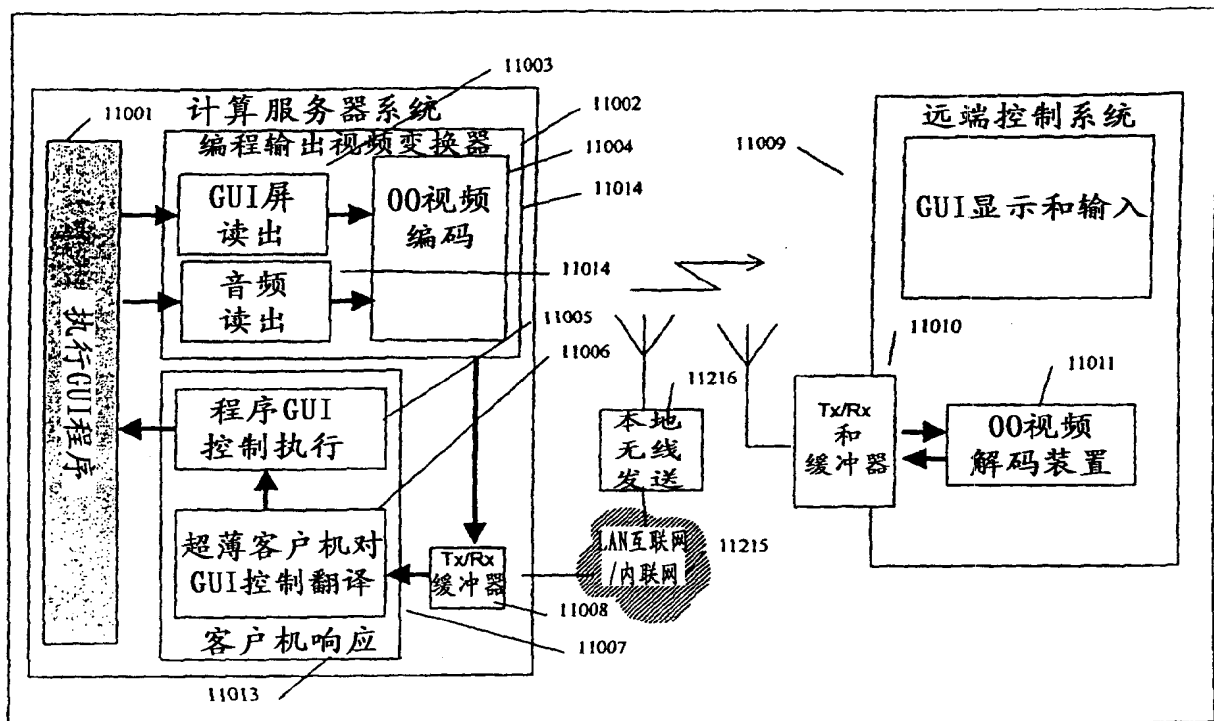 11003
计算服务器系统
11001
11002
编程输出视频变换器
11004
11014
GUI屏
读出
OO视频
编码
11014
音频
读出
执行GUI程序
11005
11006
程序GUI
控制执行
超薄客户机对
GUI控制翻译
Tx/Rx
缓冲器
11008
客户机响应
11007
11013
11009
11216
本地
无线
发送
LAN互联网
/内联网
11215
远端控制系统
GUI显示和输入
11010
11011
Tx/Rx
和
缓冲器
OO视频
解码装置